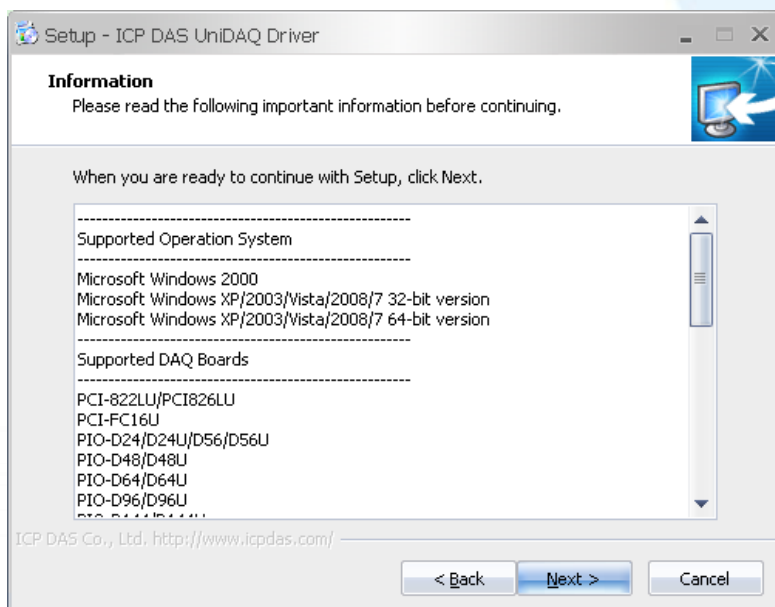 Setup - ICP DAS UniDAQ Driver
Information
Please read the following important information before continuing.
When you are ready to continue with Setup, click Next.
-------------------------------------------------------
Supported Operation System
-------------------------------------------------------
Microsoft Windows 2000
Microsoft Windows XP/2003/Vista/2008/7 32-bit version
Microsoft Windows XP/2003/Vista/2008/7 64-bit version
-------------------------------------------------------
Supported DAQ Boards
-------------------------------------------------------
PCI-822LU/PCI826LU
PCI-FC16U
PIO-D24/D24U/D56/D56U
PIO-D48/D48U
PIO-D64/D64U
PIO-D96/D96U
ICP DAS Co., Ltd. http://www.icpdas.com/
< Back Next > Cancel